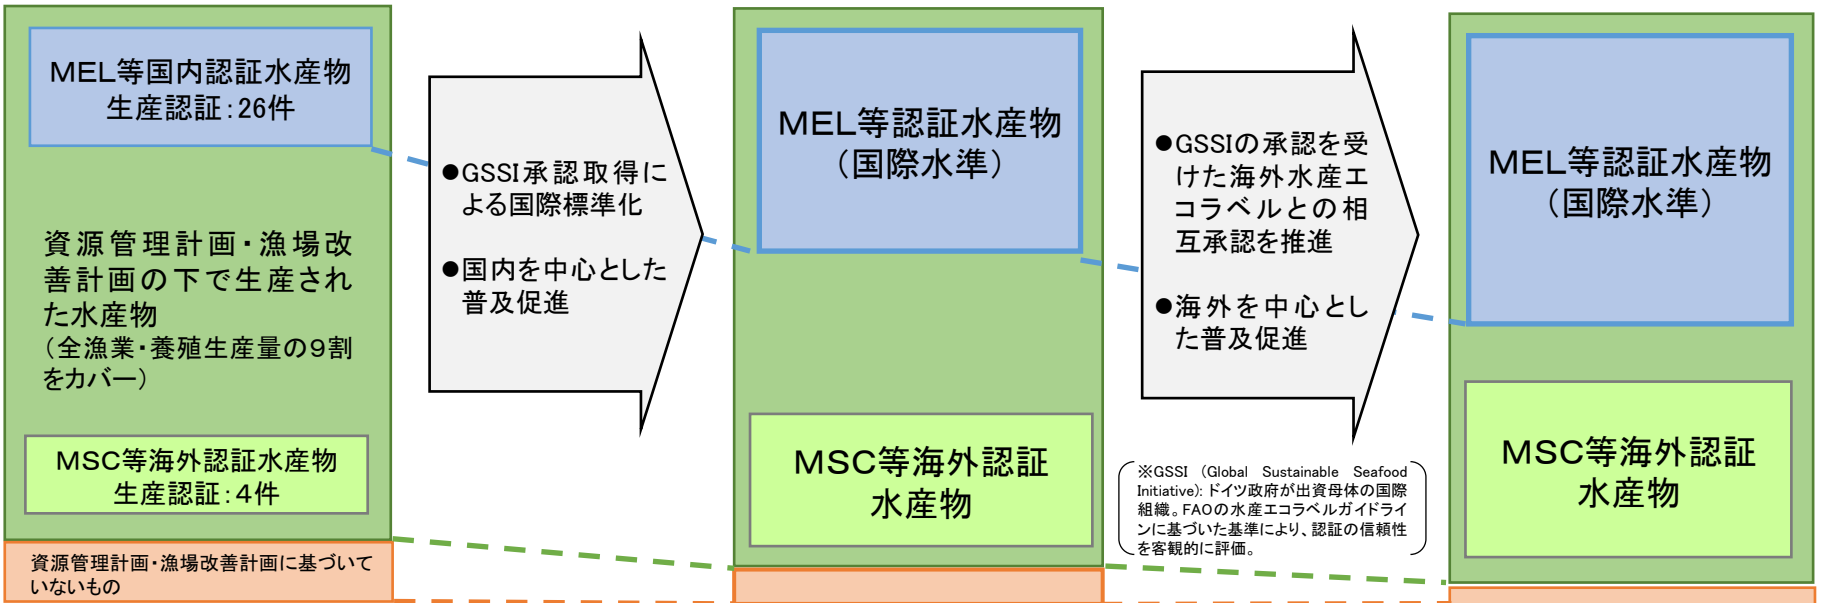 MEL等国内認証水産物
生産認証：26件
資源管理計画・漁場改
善計画の下で生産され
た水産物
（全漁業・養殖生産量の９割
をカバー）
MSC等海外認証水産物
生産認証：４件
資源管理計画・漁場改善計画に基づいて
いないもの
●GSSI承認取得に
よる国際標準化
●国内を中心とした
普及促進
MEL等認証水産物
（国際水準）
MSC等海外認証
水産物
●GSSIの承認を受
けた海外水産エ
コラベルとの相
互承認を推進
●海外を中心とし
た普及促進
※GSSI （Global Sustainable Seafood
Initiative): ドイツ政府が出資母体の国際
組織。FAOの水産エコラベルガイドライ
ンに基づいた基準により、認証の信頼性
を客観的に評価。
MEL等認証水産物
（国際水準）
MSC等海外認証
水産物